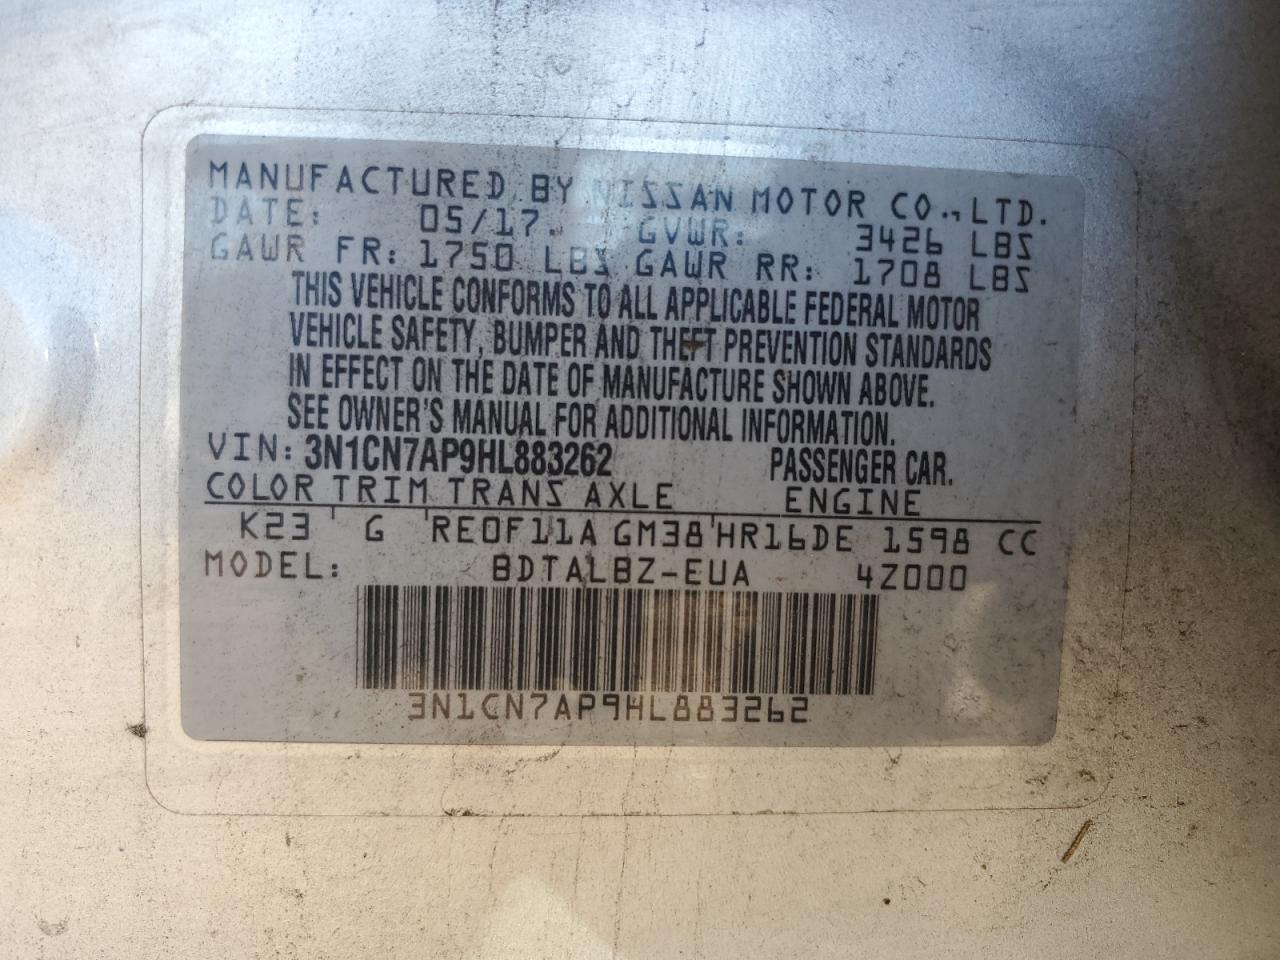 MANUFACTURED BY NISSAN MOTOR CO.,LTD.
DATE: 05/17. GVWR: 3426 LBS
GAWR FR: 1750 LBS GAWR RR: 1708 LBS
THIS VEHICLE CONFORMS TO ALL APPLICABLE FEDERAL MOTOR
VEHICLE SAFETY, BUMPER AND THEFT PREVENTION STANDARDS
IN EFFECT ON THE DATE OF MANUFACTURE SHOWN ABOVE.
SEE OWNER'S MANUAL FOR ADDITIONAL INFORMATION.
VIN: 3N1CN7AP9HL883262 PASSENGER CAR.
COLOR TRIM TRANS AXLE ENGINE
K23 G RE0F11A GM38 HR16DE 1598 CC
MODEL: BDTALBZ-EUA 4Z000
3N1CN7AP9HL883262